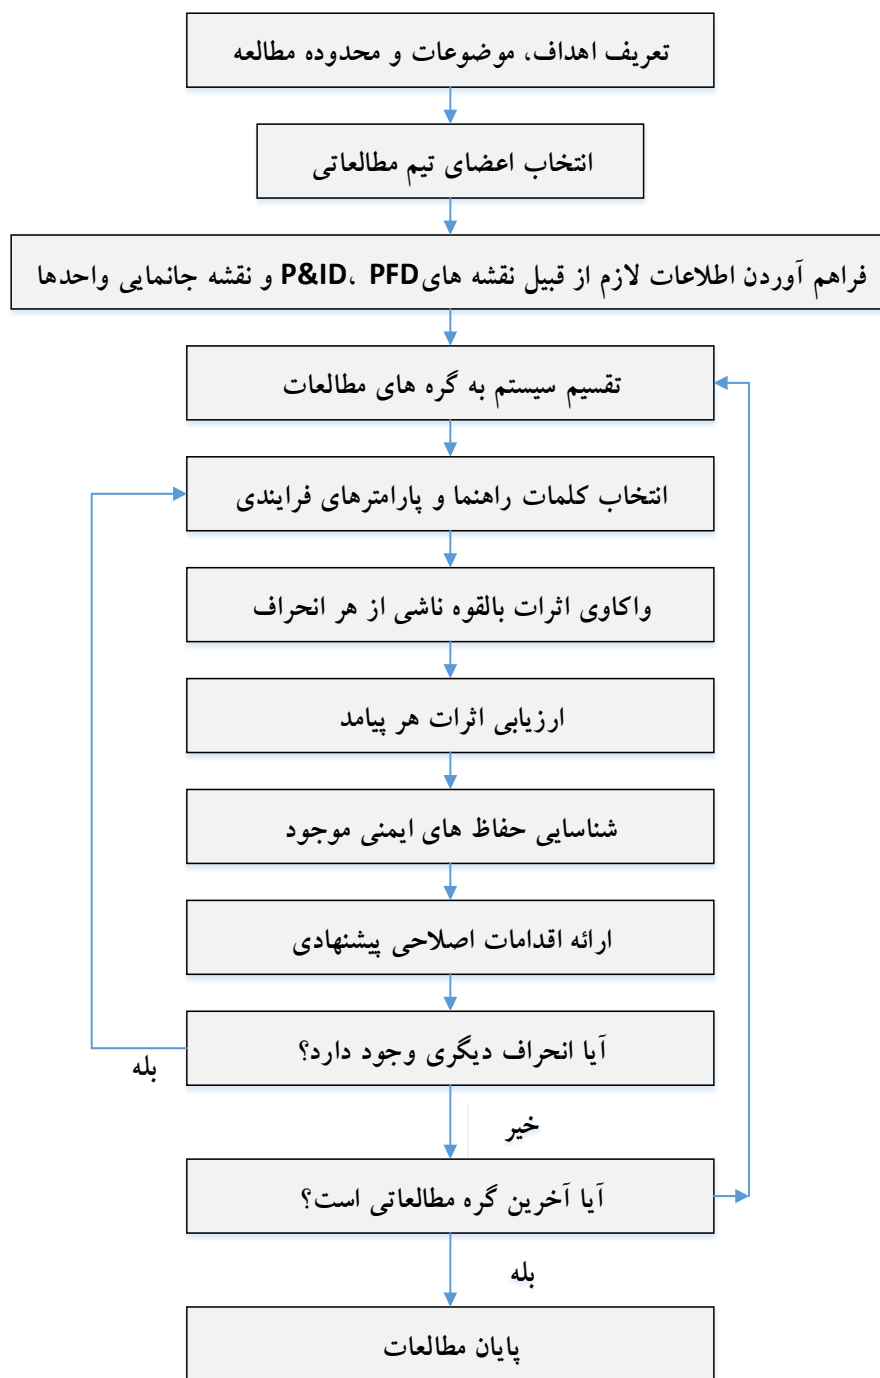 تعریف اهداف، موضوعات و محدوده مطالعه
انتخاب اعضای تیم مطالعاتی
فراهم آوردن اطلاعات لازم از قبیل نقشه های P&ID، PFD و نقشه جانمایی واحدها
تقسیم سیستم به گره های مطالعات
انتخاب کلمات راهنما و پارامترهای فرایندی
واکاوی اثرات بالقوه ناشی از هر انحراف
ارزیابی اثرات هر پیامد
شناسایی حفاظ های ایمنی موجود
ارائه اقدامات اصلاحی پیشنهادی
آیا انحراف دیگری وجود دارد؟
بله
خیر
آیا آخرین گره مطالعاتی است؟
بله
پایان مطالعات